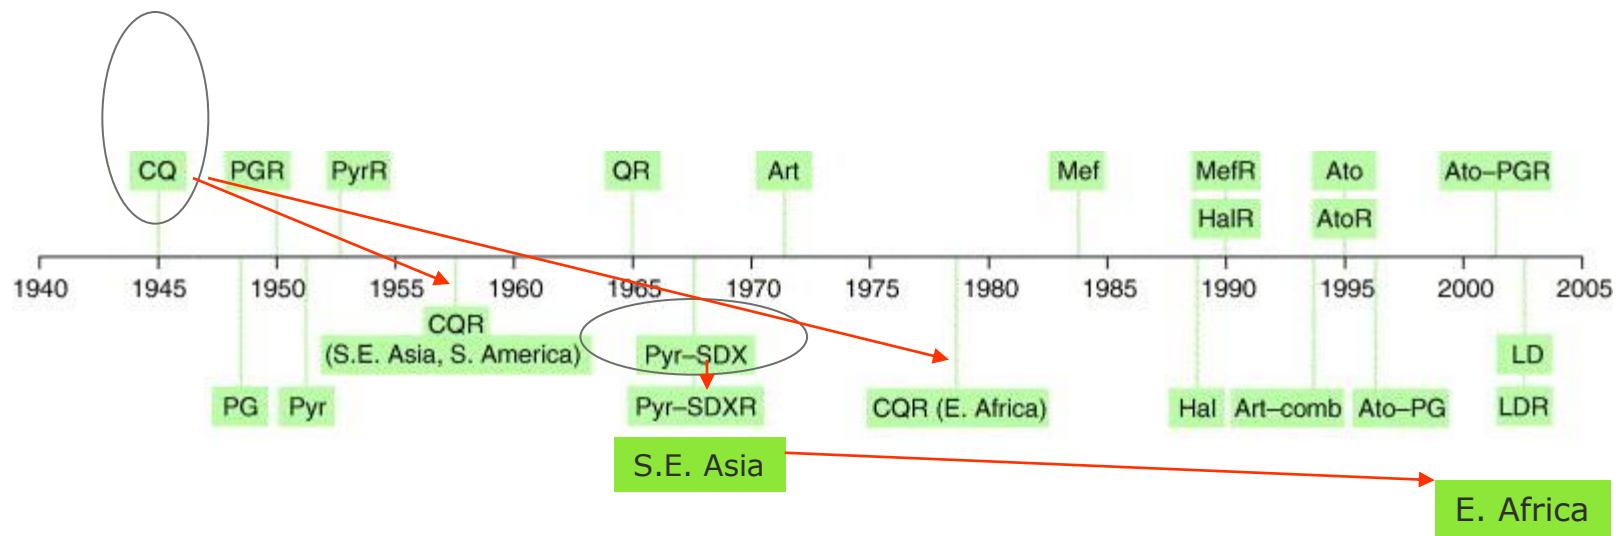 CQ PGR PyrR QR Art Mef MefR Ato Ato–PGR
HalR AtoR
1940 1945 1950 1955 1960 1965 1970 1975 1980 1985 1990 1995 2000 2005
CQR
(S.E. Asia, S. America) Pyr–SDX LD
PG Pyr Pyr–SDXR CQR (E. Africa) Hal Art–comb Ato–PG LDR
S.E. Asia
E. Africa